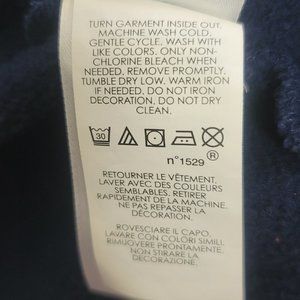 TURN GARMENT INSIDE OUT.
MACHINE WASH COLD,
GENTLE CYCLE, WASH WITH
LIKE COLORS. ONLY NON-
CHLORINE BLEACH WHEN
NEEDED. REMOVE PROMPTLY.
TUMBLE DRY LOW. WARM IRON
IF NEEDED. DO NOT IRON
DECORATION. DO NOT DRY
CLEAN.
30
n°1529 ®
RETOURNER LE VÊTEMENT,
LAVER AVEC DES COULEURS
SEMBLABLES. RETIRER
RAPIDEMENT DE LA MACHINE.
NE PAS REPASSER LA
DÉCORATION.
ROVESCIARE IL CAPO.
LAVARE CON COLORI SIMILI.
RIMUOVERE PRONTAMENTE
NON STIRARE LA
DECORAZIONE.